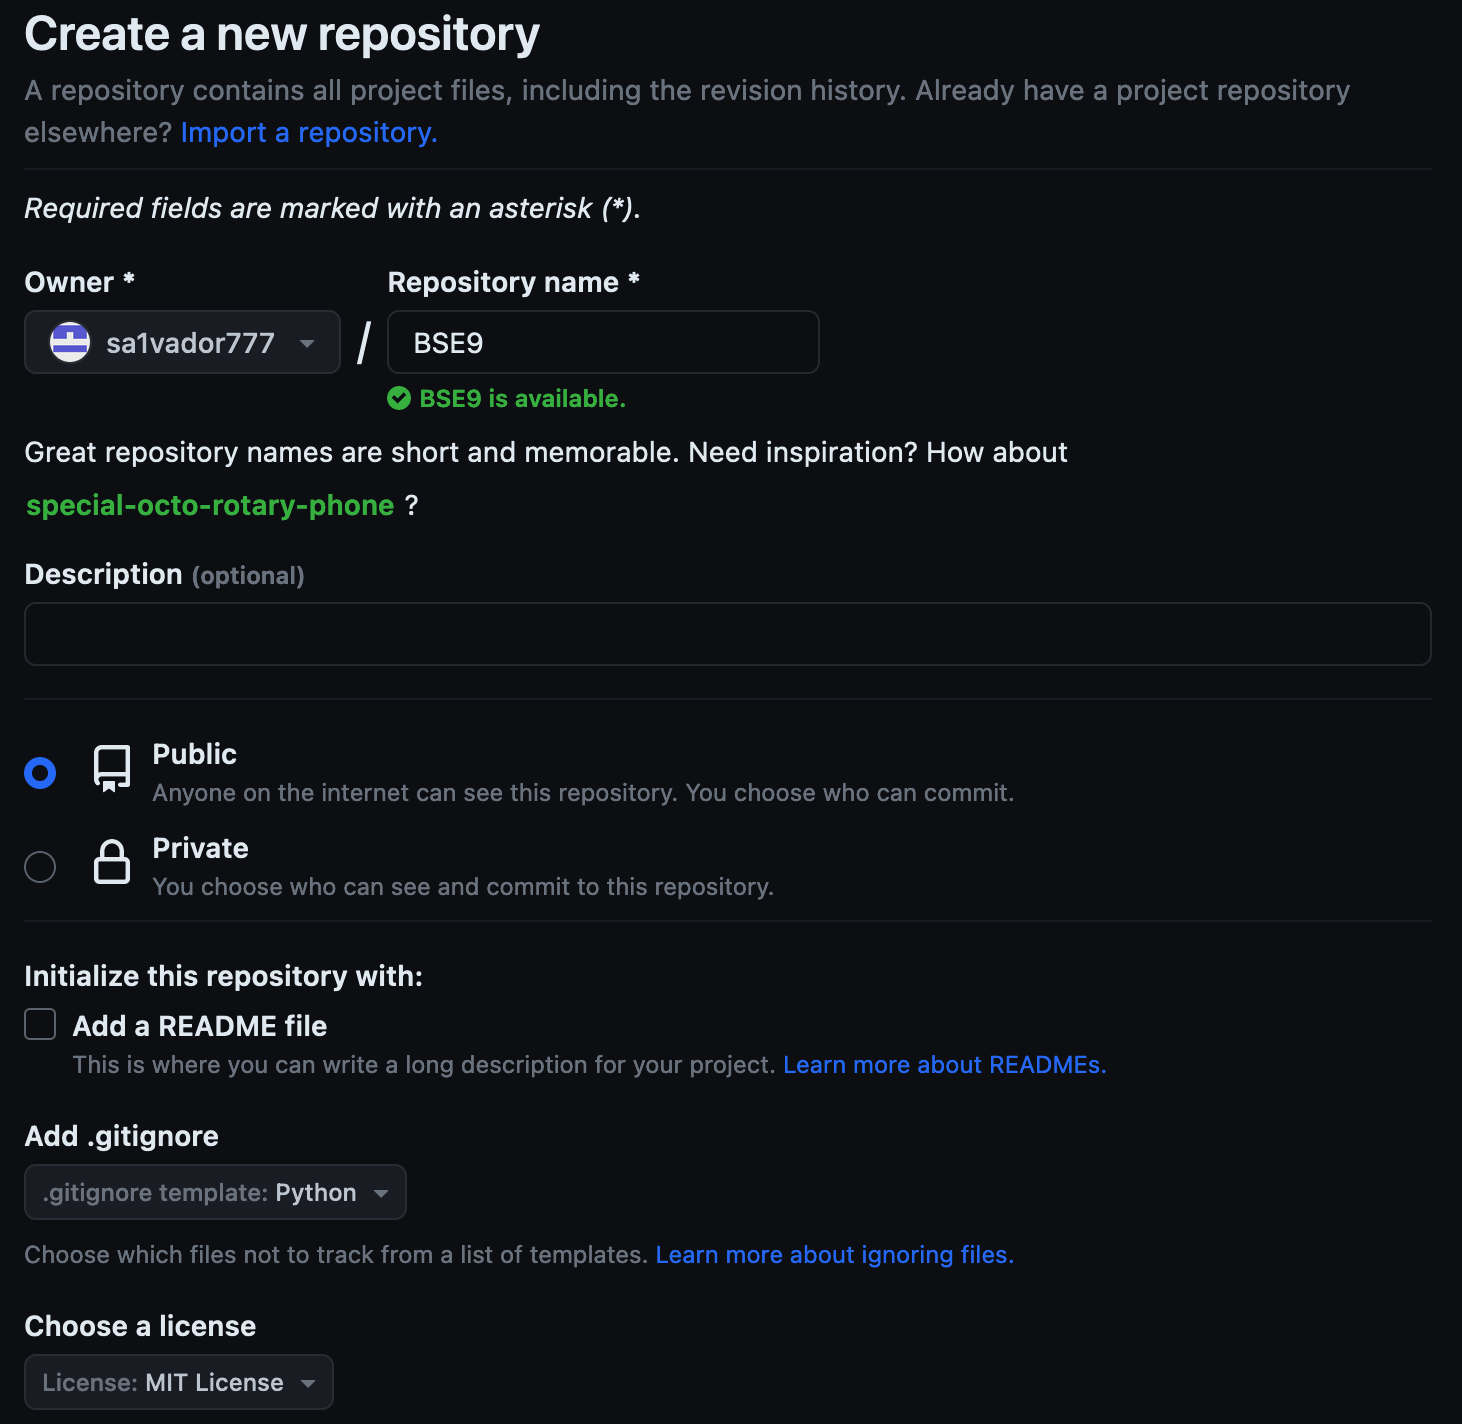 Create a new repository
A repository contains all project files, including the revision history. Already have a project repository
elsewhere? Import a repository.
Required fields are marked with an asterisk (*).
Owner *
Repository name *
sa1vador777
/
BSE9
BSE9 is available.
Great repository names are short and memorable. Need inspiration? How about
special-octo-rotary-phone ?
Description (optional)
Public
Anyone on the internet can see this repository. You choose who can commit.
Private
You choose who can see and commit to this repository.
Initialize this repository with:
Add a README file
This is where you can write a long description for your project. Learn more about READMEs.
Add .gitignore
.gitignore template: Python
Choose which files not to track from a list of templates. Learn more about ignoring files.
Choose a license
License: MIT License